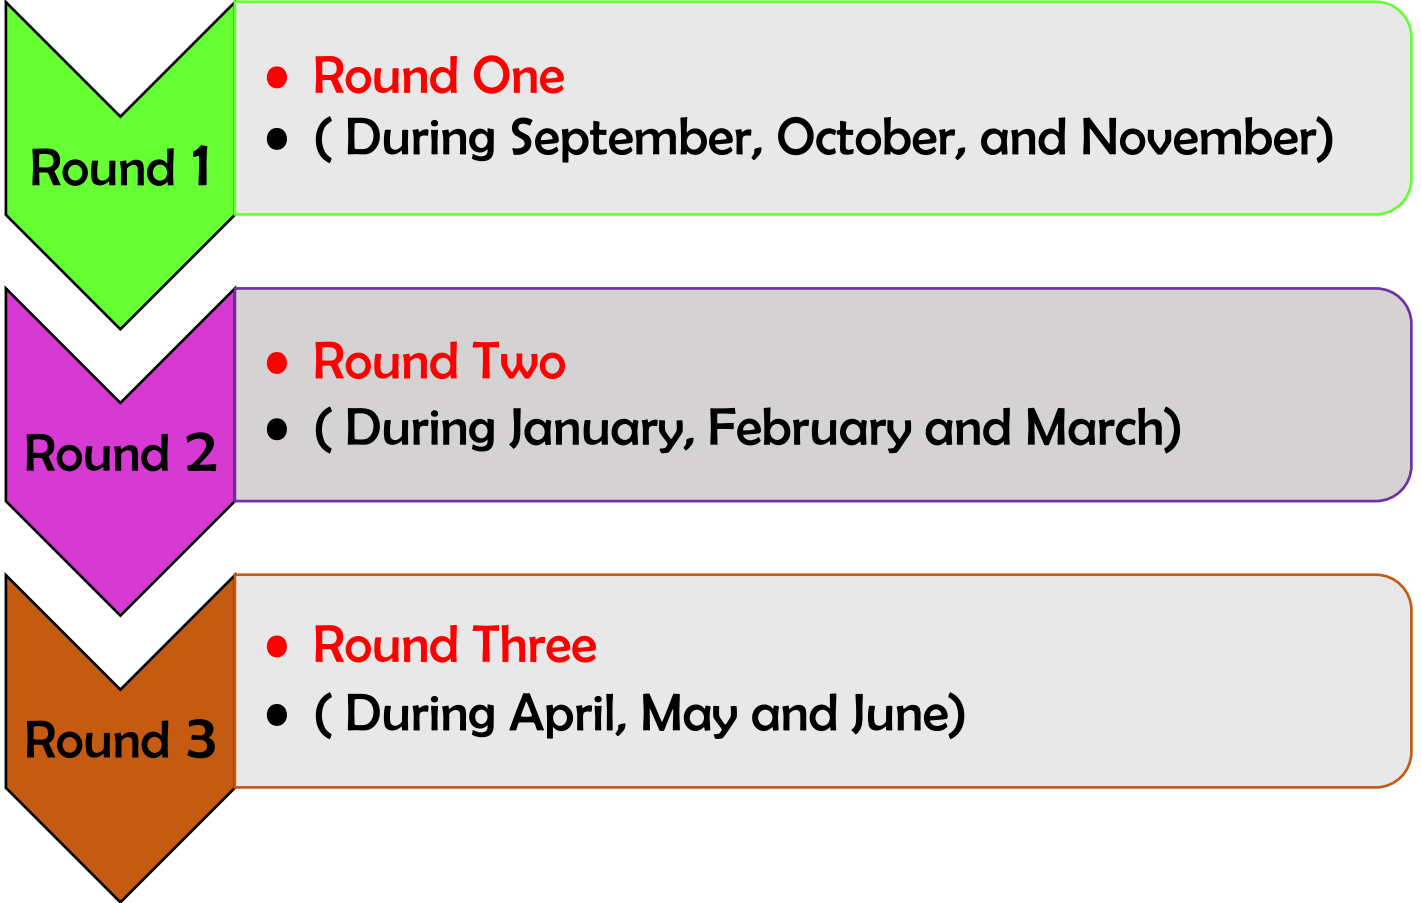 Round 1
• Round One
• ( During September, October, and November)
Round 2
• Round Two
• ( During January, February and March)
Round 3
• Round Three
• ( During April, May and June)